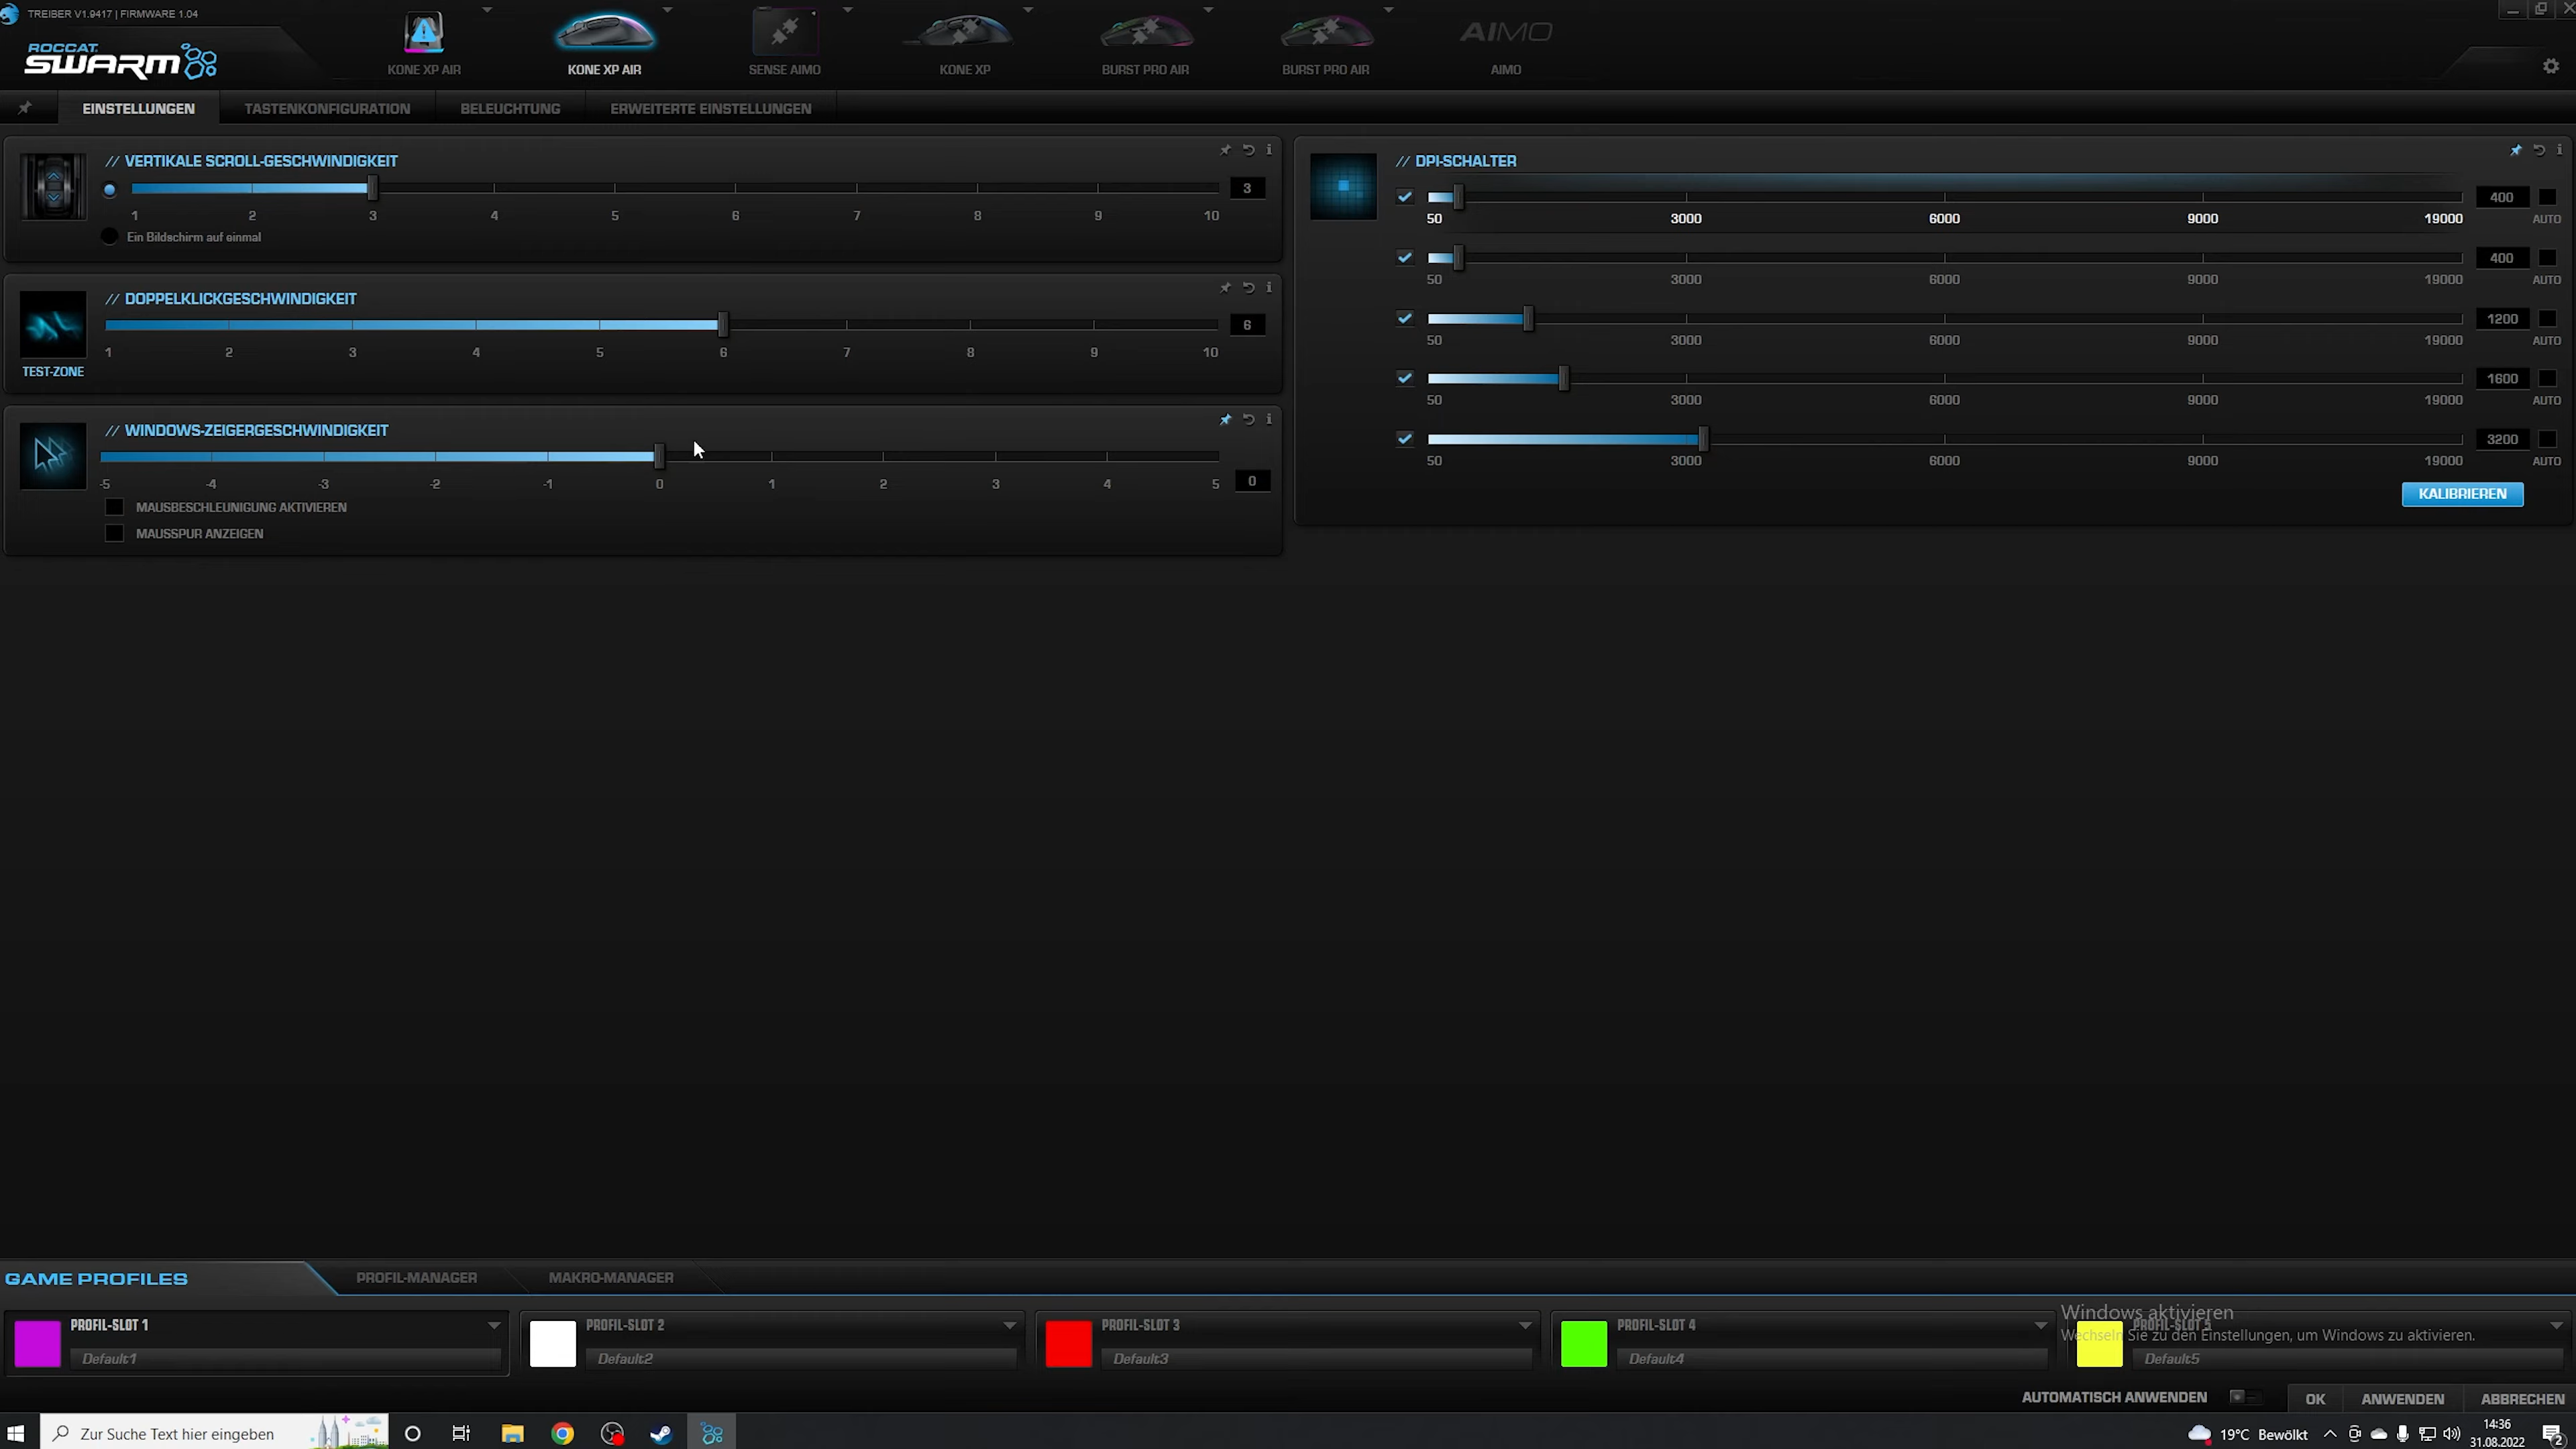 TREIBER V1.9417 | FIRMWARE 1.04
ROCCAT
SWARM
KONE XP AIR
KONE XP AIR
SENSE AIMO
KONE XP
BURST PRO AIR
BURST PRO AIR
AIMO
AIMO
EINSTELLUNGEN
TASTENKONFIGURATION
BELEUCHTUNG
ERWEITERTE EINSTELLUNGEN
// VERTIKALE SCROLL-GESCHWINDIGKEIT
3
1 2 3 4 5 6 7 8 9 10
Ein Bildschirm auf einmal
// DOPPELKLICKGESCHWINDIGKEIT
6
1 2 3 4 5 6 7 8 9 10
TEST-ZONE
// WINDOWS-ZEIGERGESCHWINDIGKEIT
-5 -4 -3 -2 -1 0 1 2 3 4 5 0
MAUSBESCHLEUNIGUNG AKTIVIEREN
MAUSSPUR ANZEIGEN
// DPI-SCHALTER
400
50 3000 6000 9000 19000 AUTO
400
50 3000 6000 9000 19000 AUTO
1200
50 3000 6000 9000 19000 AUTO
1600
50 3000 6000 9000 19000 AUTO
3200
50 3000 6000 9000 19000 AUTO
KALIBRIEREN
GAME PROFILES
PROFIL-MANAGER
MAKRO-MANAGER
PROFIL-SLOT 1
Default1
PROFIL-SLOT 2
Default2
PROFIL-SLOT 3
Default3
PROFIL-SLOT 4
Default4
PROFIL-SLOT 5
Default5
Windows aktivieren
Wechseln Sie zu den Einstellungen, um Windows zu aktivieren.
AUTOMATISCH ANWENDEN
OK
ANWENDEN
ABBRECHEN
Zur Suche Text hier eingeben
19°C Bewölkt
14:36
31.08.2022
2